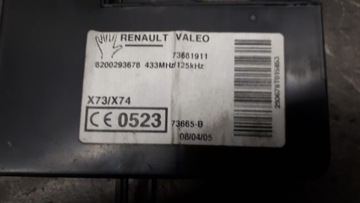 RENAULT VALEO
73661911
8200293678 433MHz/125kHz
X73/X74
CE 0523
73665-B
08/04/05